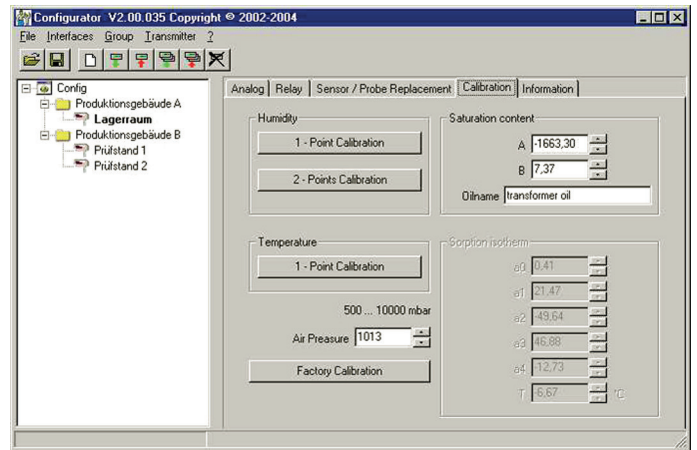 Configurator V2.00.035 Copyright © 2002-2004
File Interfaces Group Transmitter ?
Config
Produktionsgebäude A
Lagerraum
Produktionsgebäude B
Prüfstand 1
Prüfstand 2
Analog Relay Sensor / Probe Replacement Calibration Information
Humidity
1 - Point Calibration
2 - Points Calibration
Saturation content
A -1663,30
B 7,37
Oilname transformer oil
Temperature
1 - Point Calibration
500 ... 10000 mbar
Air Preasure 1013
Factory Calibration
Sorption isotherm
a0 0,41
a1 21,47
a2 -49,64
a3 46,88
a4 -12,73
T -6,67 °C